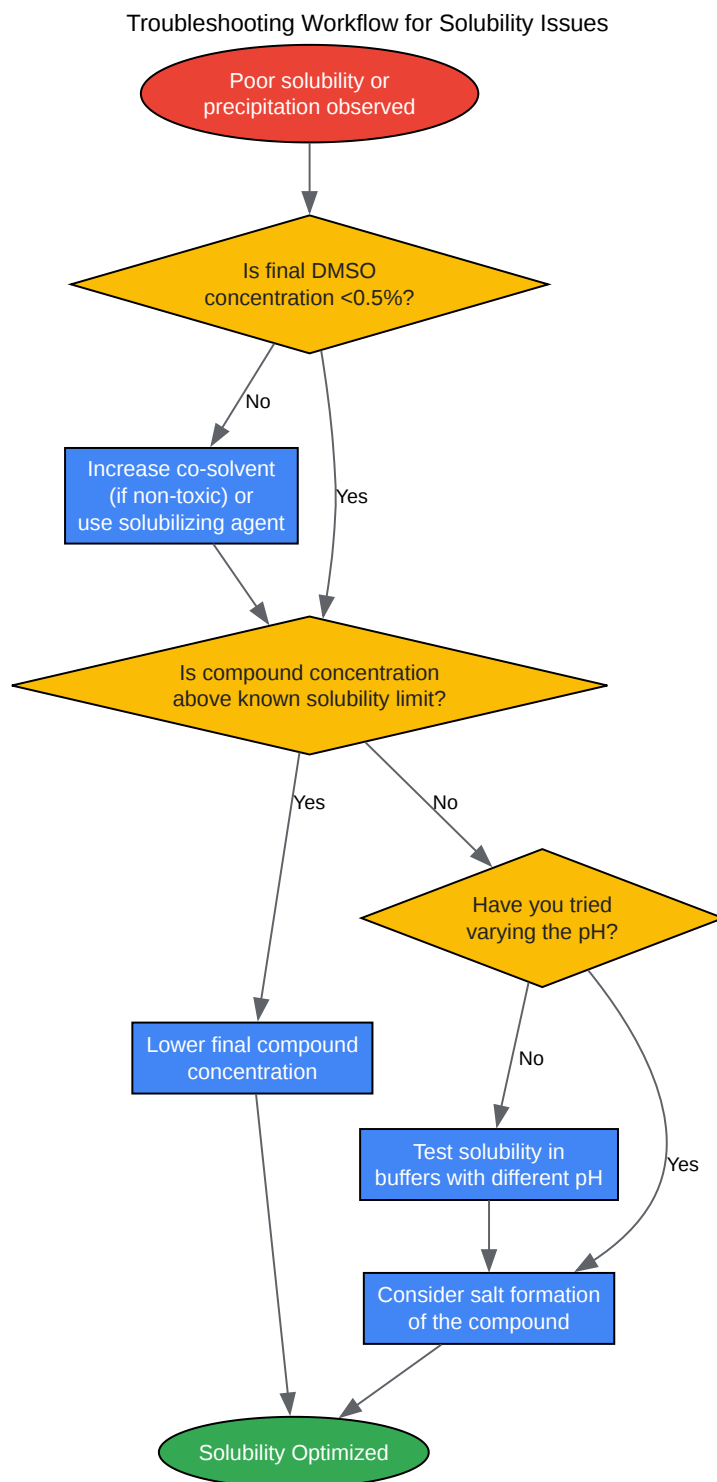 Troubleshooting Workflow for Solubility Issues
Poor solubility or
precipitation observed
Is final DMSO
concentration <0.5%?
No
Increase co-solvent
(if non-toxic) or
use solubilizing agent
Yes
Is compound concentration
above known solubility limit?
Yes
No
Have you tried
varying the pH?
Lower final compound
concentration
No
Test solubility in
buffers with different pH
Yes
Consider salt formation
of the compound
Solubility Optimized